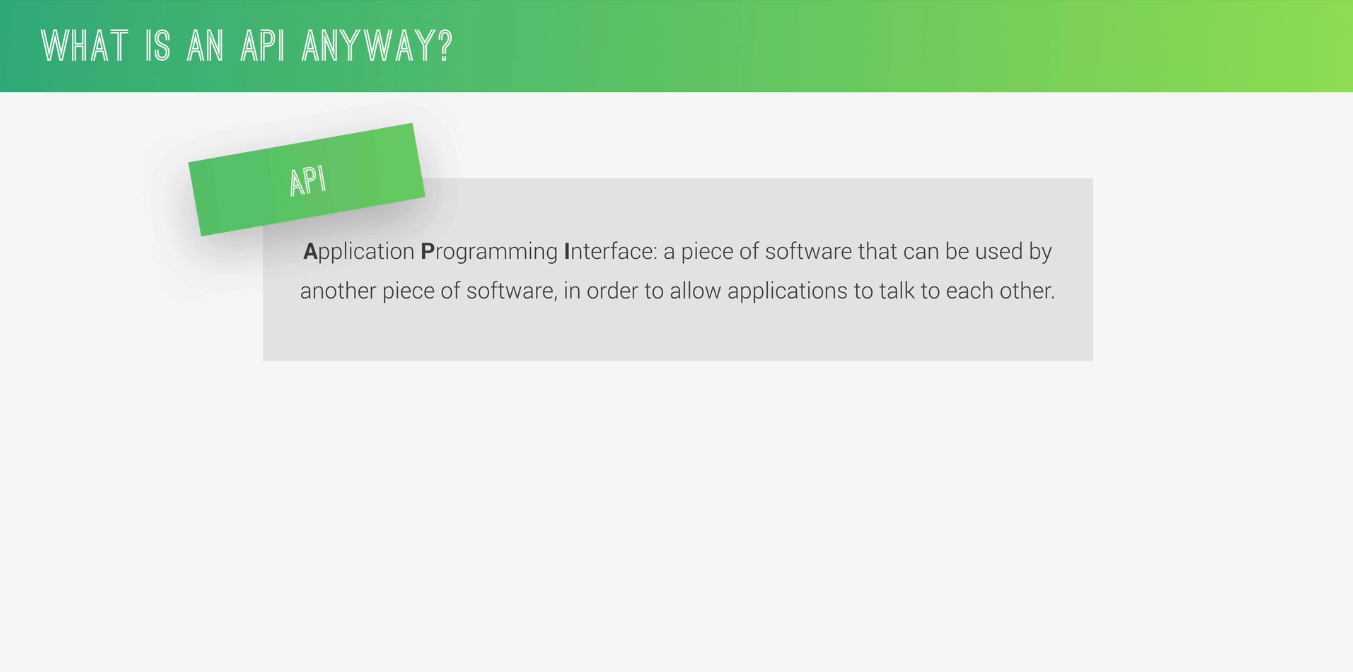 WHAT IS AN API ANYWAY?
API
Application Programming Interface: a piece of software that can be used by
another piece of software, in order to allow applications to talk to each other.